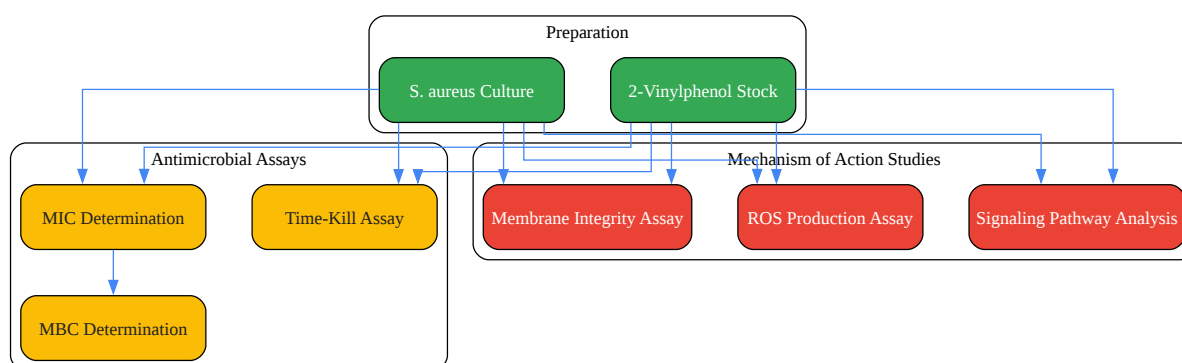 Preparation
S. aureus Culture
2-Vinylphenol Stock
Antimicrobial Assays
Mechanism of Action Studies
MIC Determination
Time-Kill Assay
Membrane Integrity Assay
ROS Production Assay
Signaling Pathway Analysis
MBC Determination